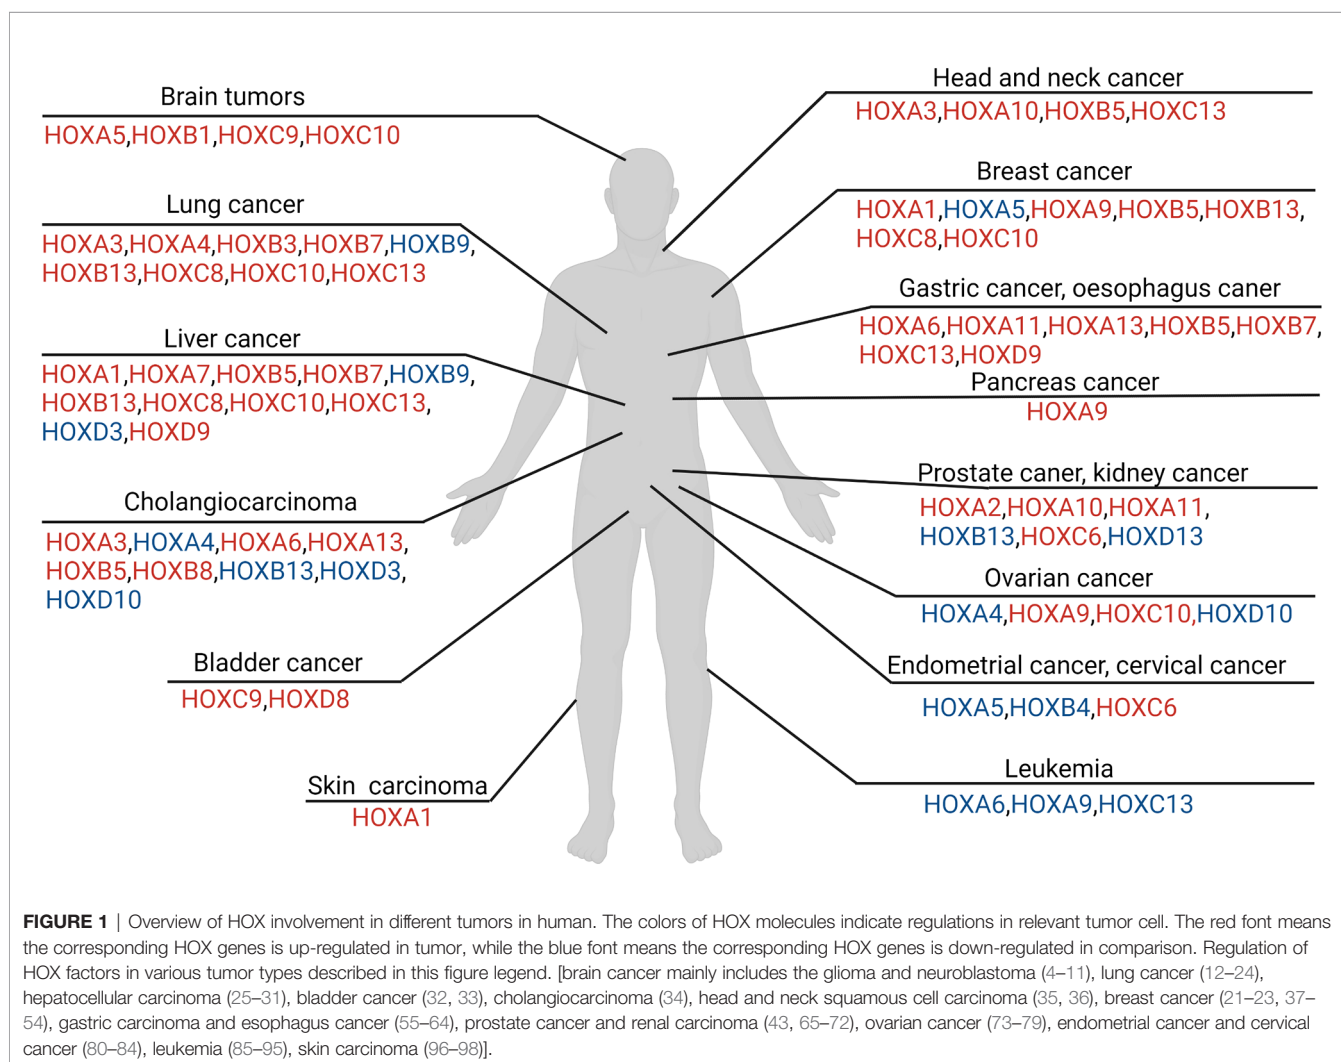 Brain tumors
HOXA5,HOXB1,HOXC9,HOXC10
Lung cancer
HOXA3,HOXA4,HOXB3,HOXB7,HOXB9,
HOXB13,HOXC8,HOXC10,HOXC13
Liver cancer
HOXA1,HOXA7,HOXB5,HOXB7,HOXB9,
HOXB13,HOXC8,HOXC10,HOXC13,
HOXD3,HOXD9
Cholangiocarcinoma
HOXA3,HOXA4,HOXA6,HOXA13,
HOXB5,HOXB8,HOXB13,HOXD3,
HOXD10
Bladder cancer
HOXC9,HOXD8
Skin carcinoma
HOXA1
Head and neck cancer
HOXA3,HOXA10,HOXB5,HOXC13
Breast cancer
HOXA1,HOXA5,HOXA9,HOXB5,HOXB13,
HOXC8,HOXC10
Gastric cancer, oesophagus caner
HOXA6,HOXA11,HOXA13,HOXB5,HOXB7,
HOXC13,HOXD9
Pancreas cancer
HOXA9
Prostate caner, kidney cancer
HOXA2,HOXA10,HOXA11,
HOXB13,HOXC6,HOXD13
Ovarian cancer
HOXA4,HOXA9,HOXC10,HOXD10
Endometrial cancer, cervical cancer
HOXA5,HOXB4,HOXC6
Leukemia
HOXA6,HOXA9,HOXC13
FIGURE 1 | Overview of HOX involvement in different tumors in human. The colors of HOX molecules indicate regulations in relevant tumor cell. The red font means
the corresponding HOX genes is up-regulated in tumor, while the blue font means the corresponding HOX genes is down-regulated in comparison. Regulation of
HOX factors in various tumor types described in this figure legend. [brain cancer mainly includes the glioma and neuroblastoma (4–11), lung cancer (12–24),
hepatocellular carcinoma (25–31), bladder cancer (32, 33), cholangiocarcinoma (34), head and neck squamous cell carcinoma (35, 36), breast cancer (21–23, 37–
54), gastric carcinoma and esophagus cancer (55–64), prostate cancer and renal carcinoma (43, 65–72), ovarian cancer (73–79), endometrial cancer and cervical
cancer (80–84), leukemia (85–95), skin carcinoma (96–98)].